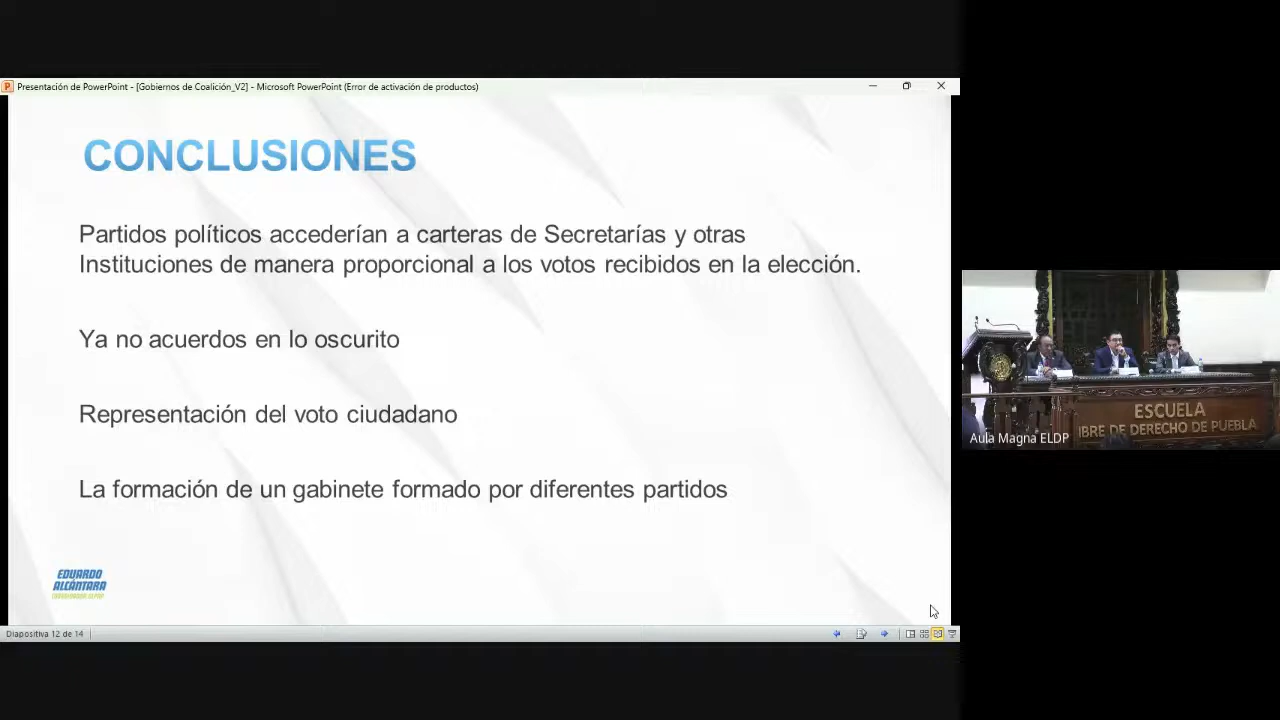 Presentación de PowerPoint - [Gobiernos de Coalición_V2] - Microsoft PowerPoint (Error de activación de productos)
CONCLUSIONES
Partidos políticos accederían a carteras de Secretarías y otras
Instituciones de manera proporcional a los votos recibidos en la elección.
Ya no acuerdos en lo oscurito
Representación del voto ciudadano
La formación de un gabinete formado por diferentes partidos
EDUARDO
ALCÁNTARA
Diapositiva 12 de 14
ESCUELA
IBRE DE DERECHO DE PUEBLA
Aula Magna ELDP